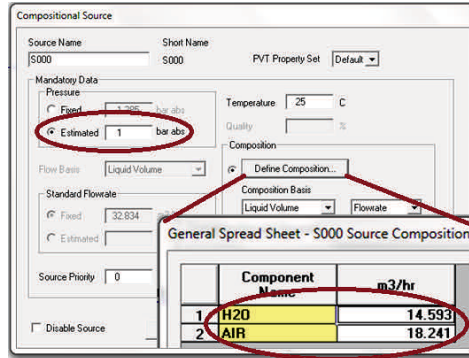 Compositional Source
Source Name Short Name
S000 S000 PVT Property Set Default
Mandatory Data
Pressure
Fixed 1.285 bar abs
Estimated 1 bar abs
Temperature 25 C
Quality %
Composition
Define Composition...
Flow Basis Liquid Volume
Composition Basis
Liquid Volume Flowrate
Standard Flowrate
Fixed 32.834
Estimated
Source Priority 0
Disable Source
General Spread Sheet - S000 Source Composition
Component Name m3/hr
1 H2O 14.593
2 AIR 18.241